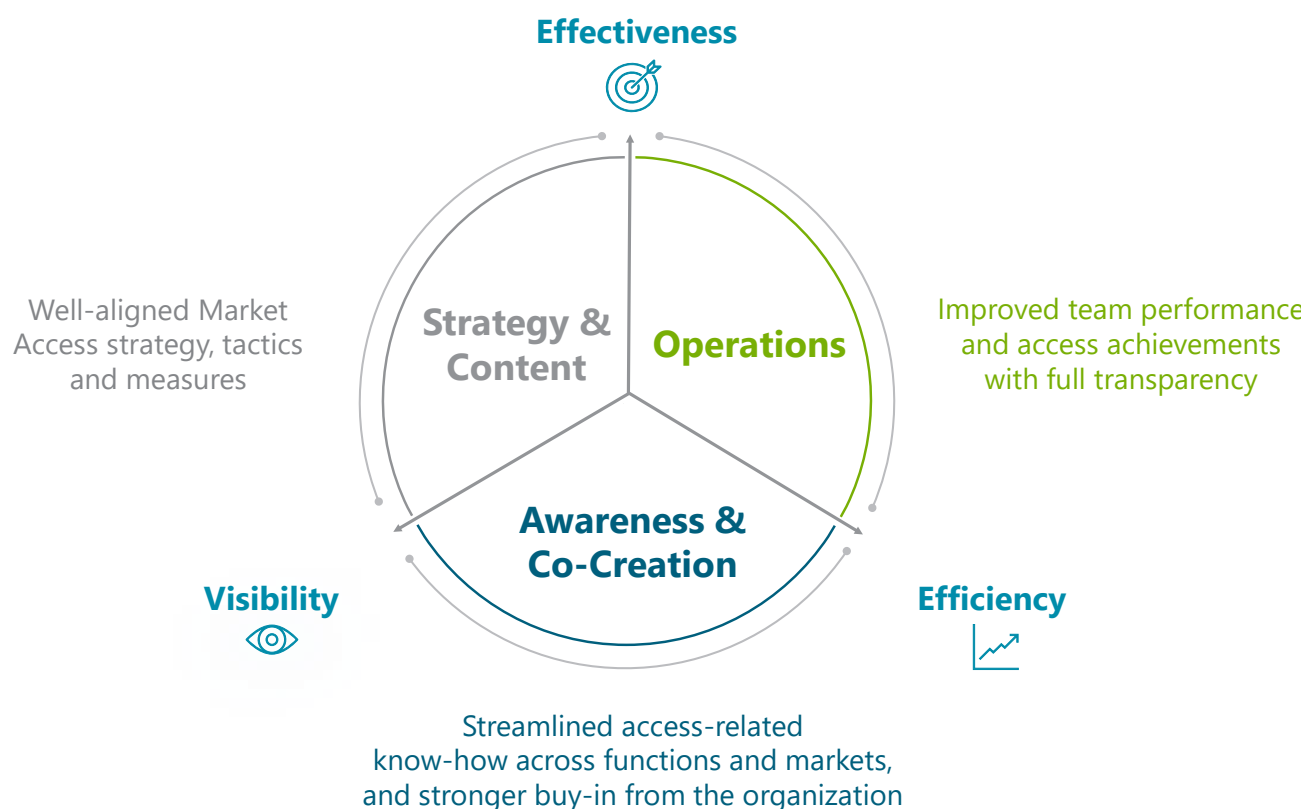 Effectiveness
Well-aligned Market
Access strategy, tactics
and measures
Strategy &
Content
Operations
Improved team performance
and access achievements
with full transparency
Awareness &
Co-Creation
Visibility
Efficiency
Streamlined access-related
know-how across functions and markets,
and stronger buy-in from the organization